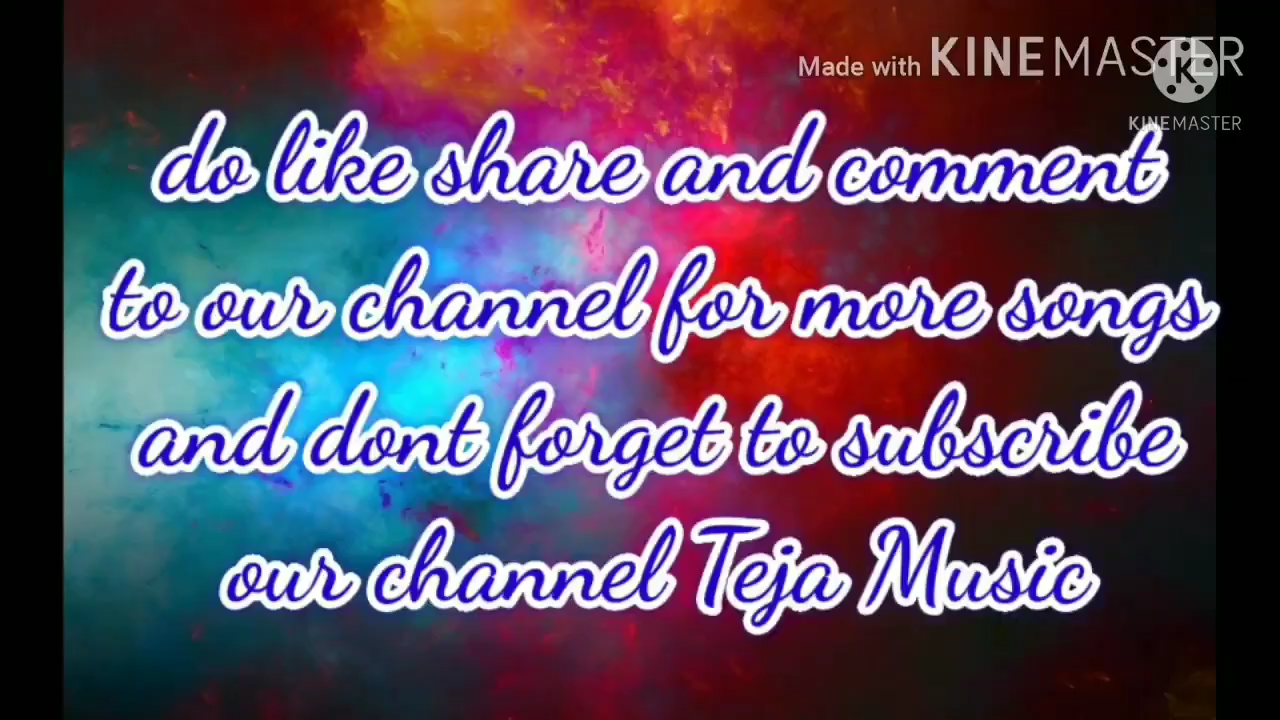 Made with KINEMASTER
KINEMASTER
do like share and comment
to our channel for more songs
and dont forget to subscribe
our channel Teja Music